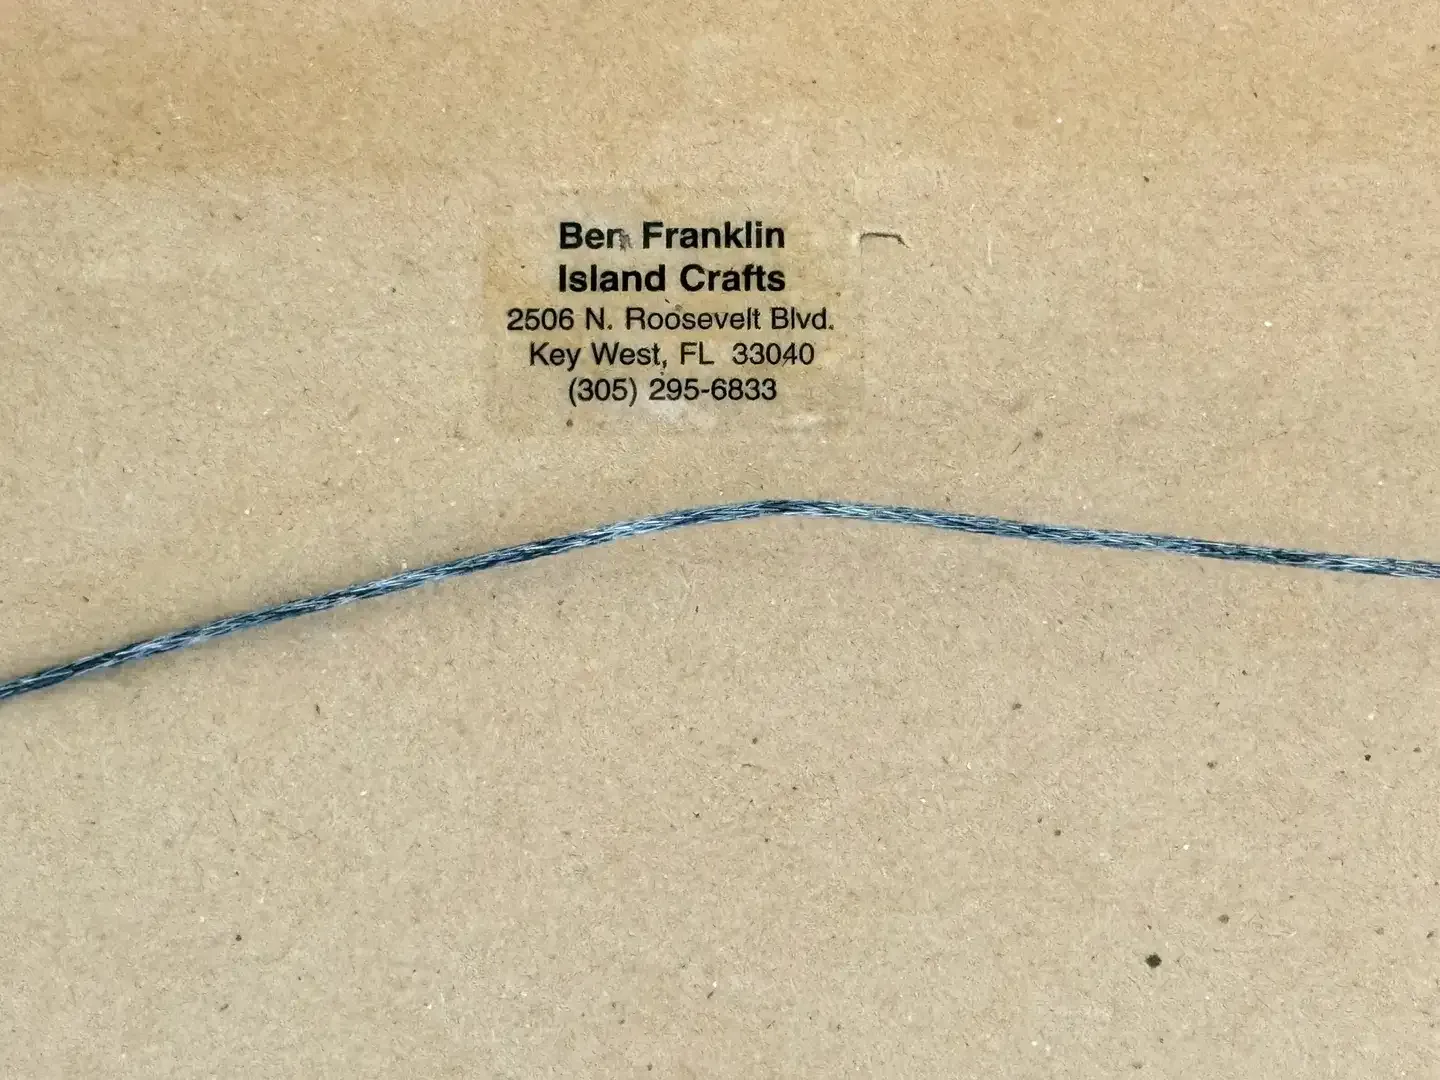 Ben Franklin
Island Crafts
2506 N. Roosevelt Blvd.
Key West, FL 33040
(305) 295-6833